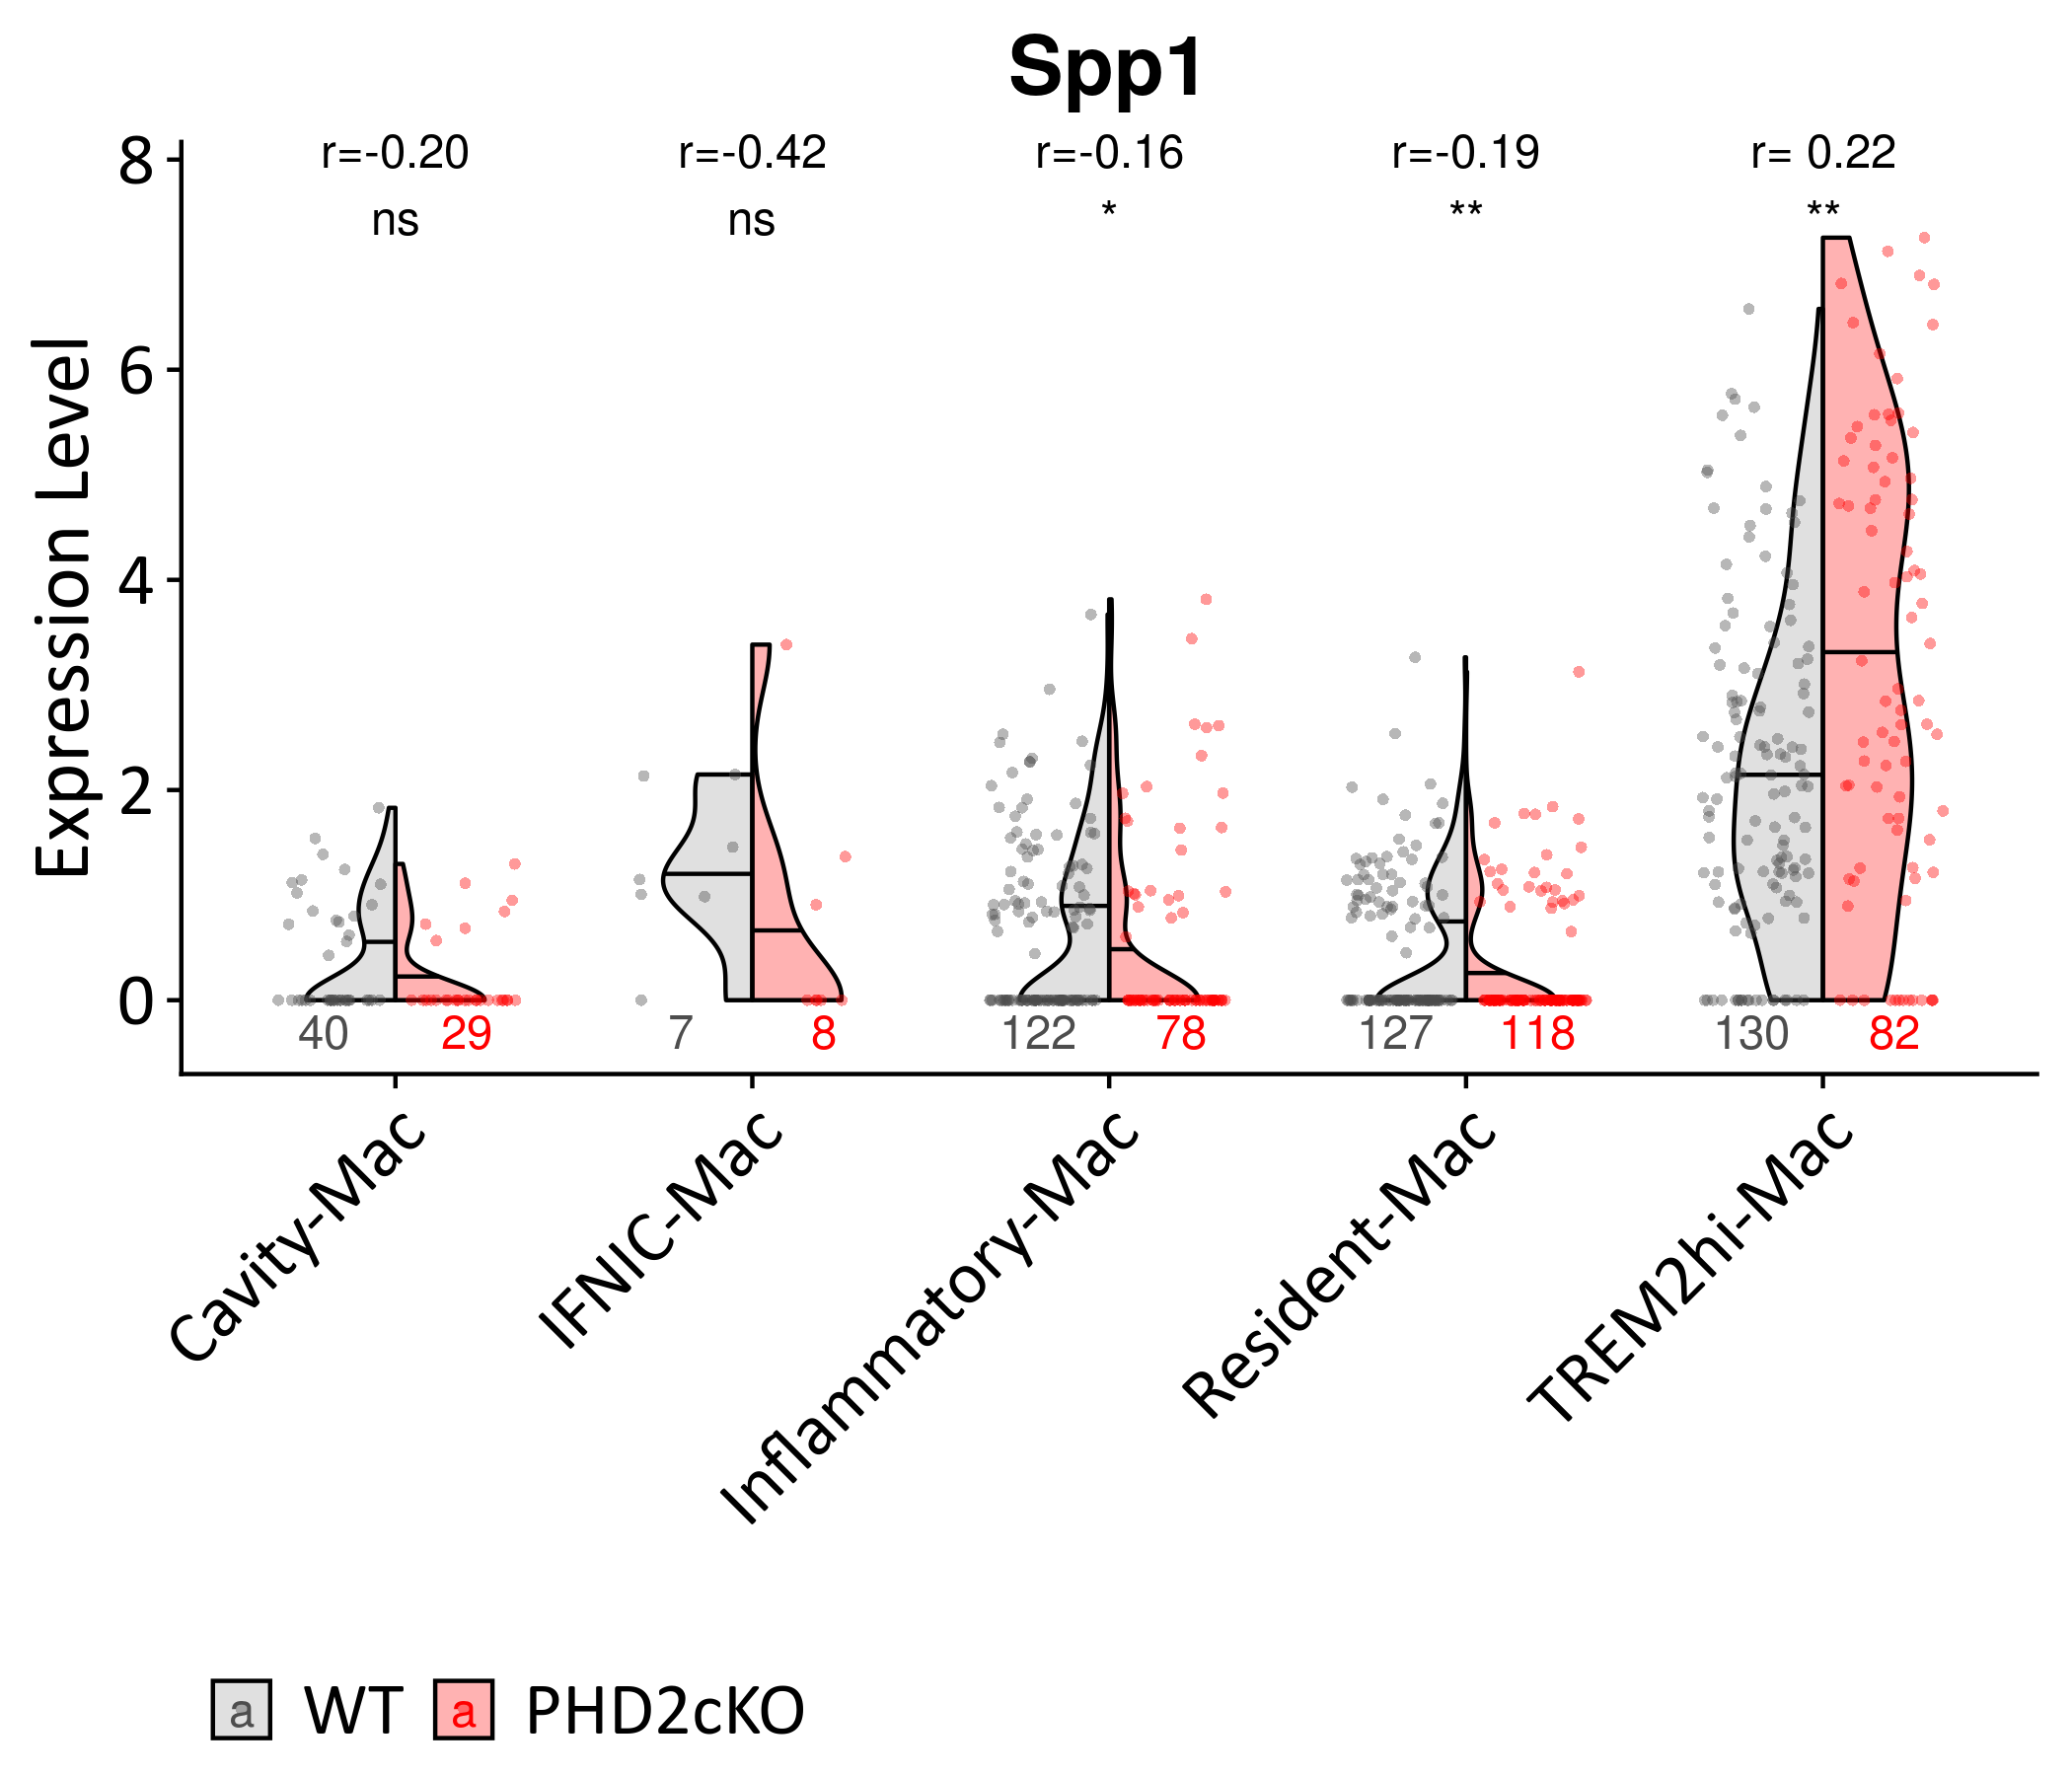 Spp1
r=-0.20 r=-0.42 r=-0.16 r=-0.19 r= 0.22
ns ns * ** **
Expression Level
8
6
4
2
0
40 29 7 8 122 78 127 118 130 82
Cavity-Mac
IFNIC-Mac
Inflammatory-Mac
Resident-Mac
TREM2hi-Mac
a WT a PHD2cKO